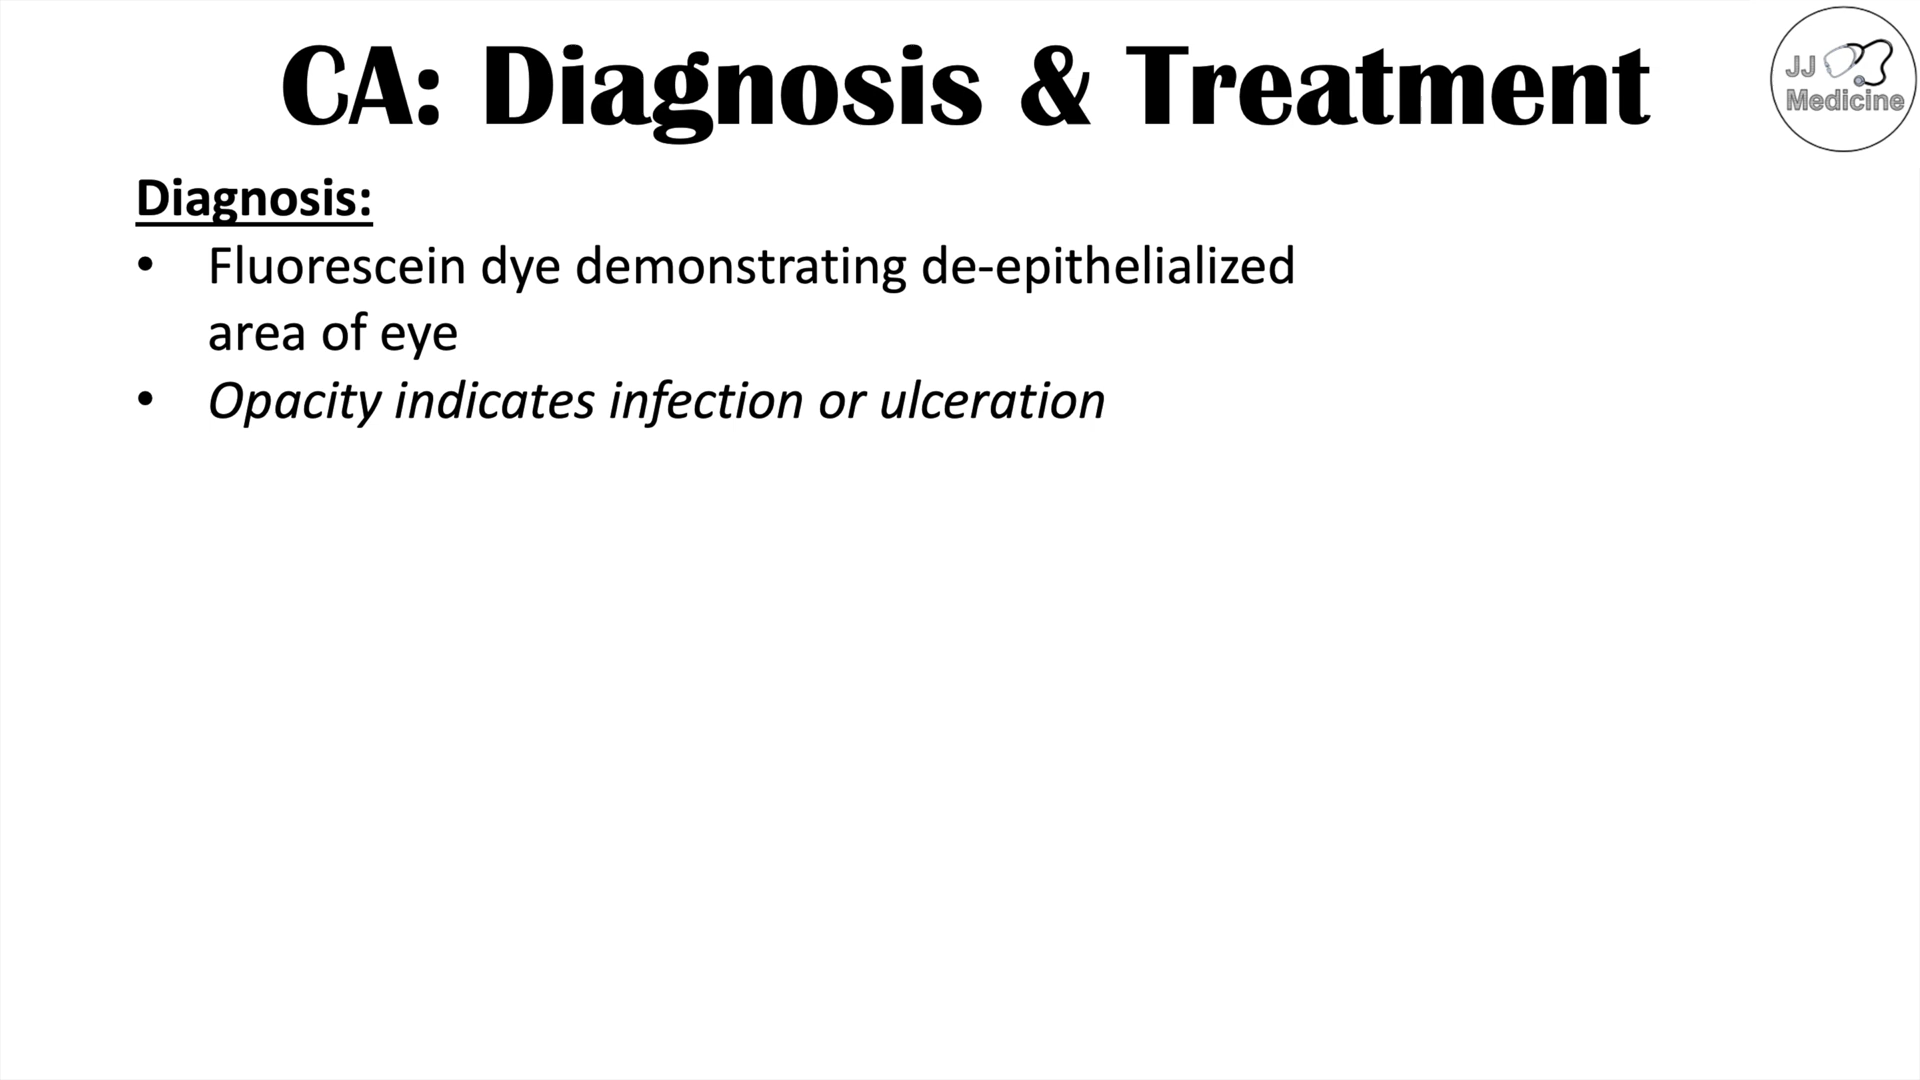 CA: Diagnosis & Treatment
JJ
Medicine
Diagnosis:
• Fluorescein dye demonstrating de-epithelialized
area of eye
• Opacity indicates infection or ulceration